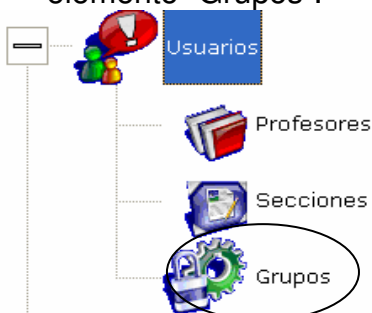 elemento "Grupos".
Usuarios
Profesores
Secciones
Grupos